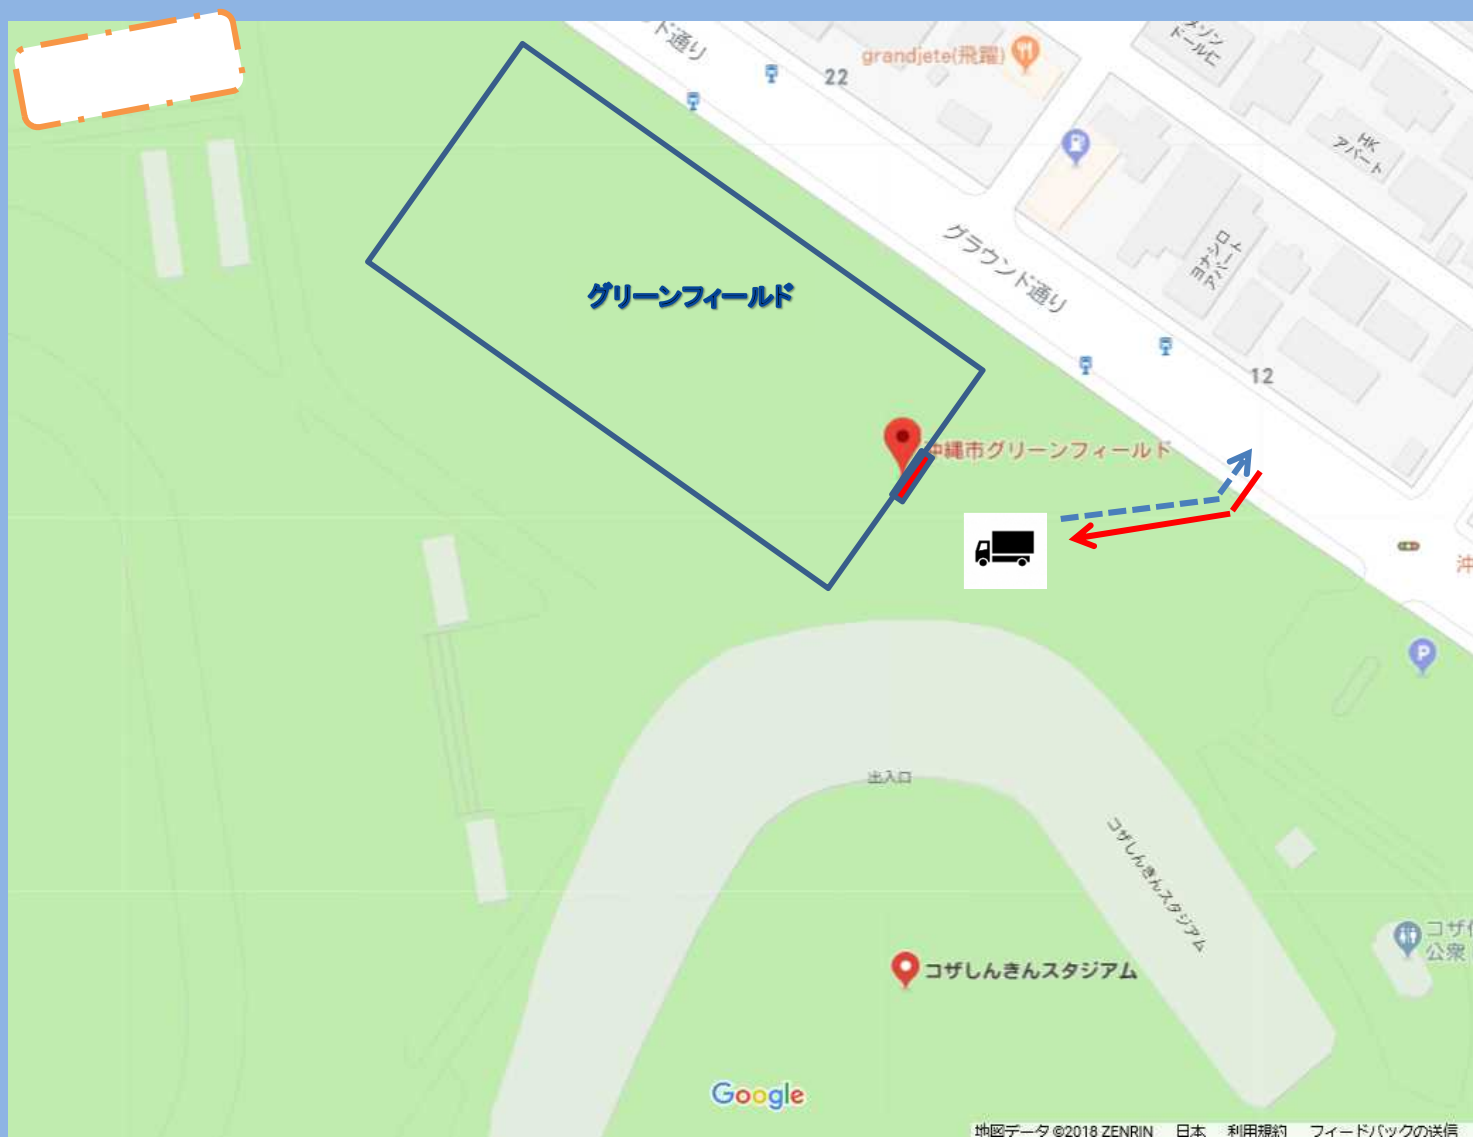 ド通り
22
grandjete(飛躍)
ドールC
HK
アパート
グラウンド通り
ヨナシロ
アパート
グリーンフィールド
12
沖縄市グリーンフィールド
沖
P
出入口
コザしんきんスタジアム
コザしんきんスタジアム
公衆
Google
地図データ ©2018 ZENRIN 日本 利用規約 フィードバックの送信